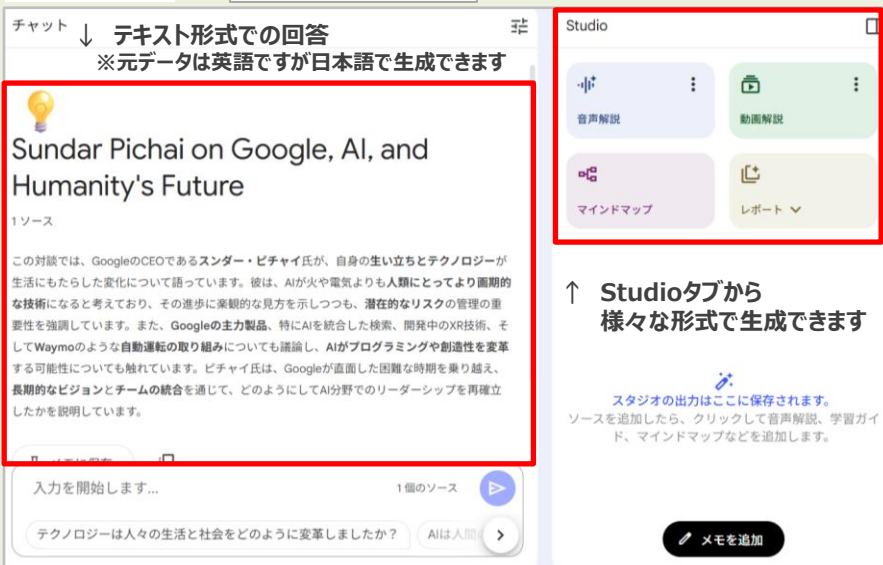 チャット
↓ テキスト形式での回答
※元データは英語ですが日本語で生成できます
Sundar Pichai on Google, AI, and
Humanity's Future
1 ソース
この対談では、GoogleのCEOであるスンダー・ピチャイ氏が、自身の生い立ちとテクノロジーが
生活にもたらした変化について語っています。彼は、AIが火や電気よりも人類にとってより画期的
な技術になると考えており、その進歩に楽観的な見方を示しつつも、潜在的なリスクの管理の重
要性を強調しています。また、Googleの主力製品、特にAIを統合した検索、開発中のXR技術、そ
してWaymoのような自動運転の取り組みについても議論し、AIがプログラミングや創造性を変革
する可能性についても触れています。ピチャイ氏は、Googleが直面した困難な時期を乗り越え、
長期的なビジョンとチームの統合を通じて、どのようにしてAI分野でのリーダーシップを再確立
したかを説明しています。
入力を開始します...
1 個のソース
テクノロジーは人々の生活と社会をどのように変革しましたか?
AIは人間
Studio
音声解説
動画解説
マインドマップ
レポート
↑ Studioタブから
様々な形式で生成できます
スタジオの出力はここに保存されます。
ソースを追加したら、クリックして音声解説、学習ガイ
ド、マインドマップなどを追加します。
メモを追加